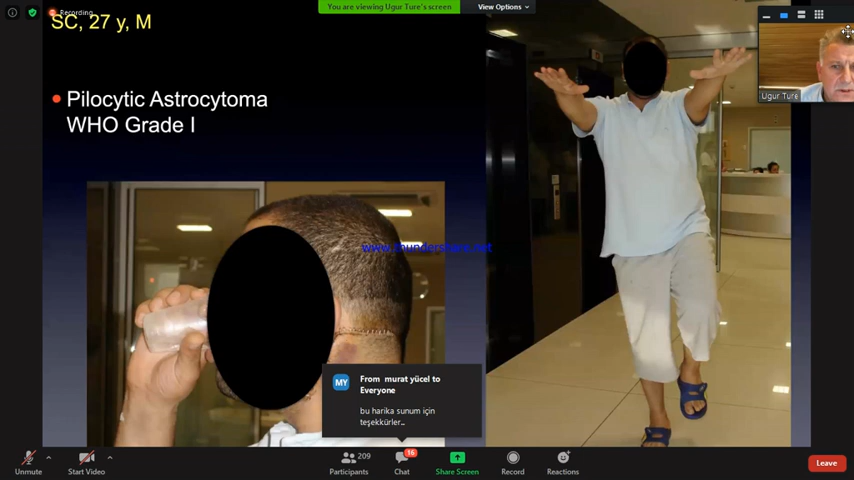 Recording
You are viewing Ugur Ture's screen
View Options
SC, 27 y, M
Pilocytic Astrocytoma
WHO Grade I
Ugur Ture
www.thundershare.net
MY
From murat yücel to
Everyone
bu harika sunum için
teşekkürler...
Unmute
Start Video
209
Participants
16
Chat
Share Screen
Record
Reactions
Leave